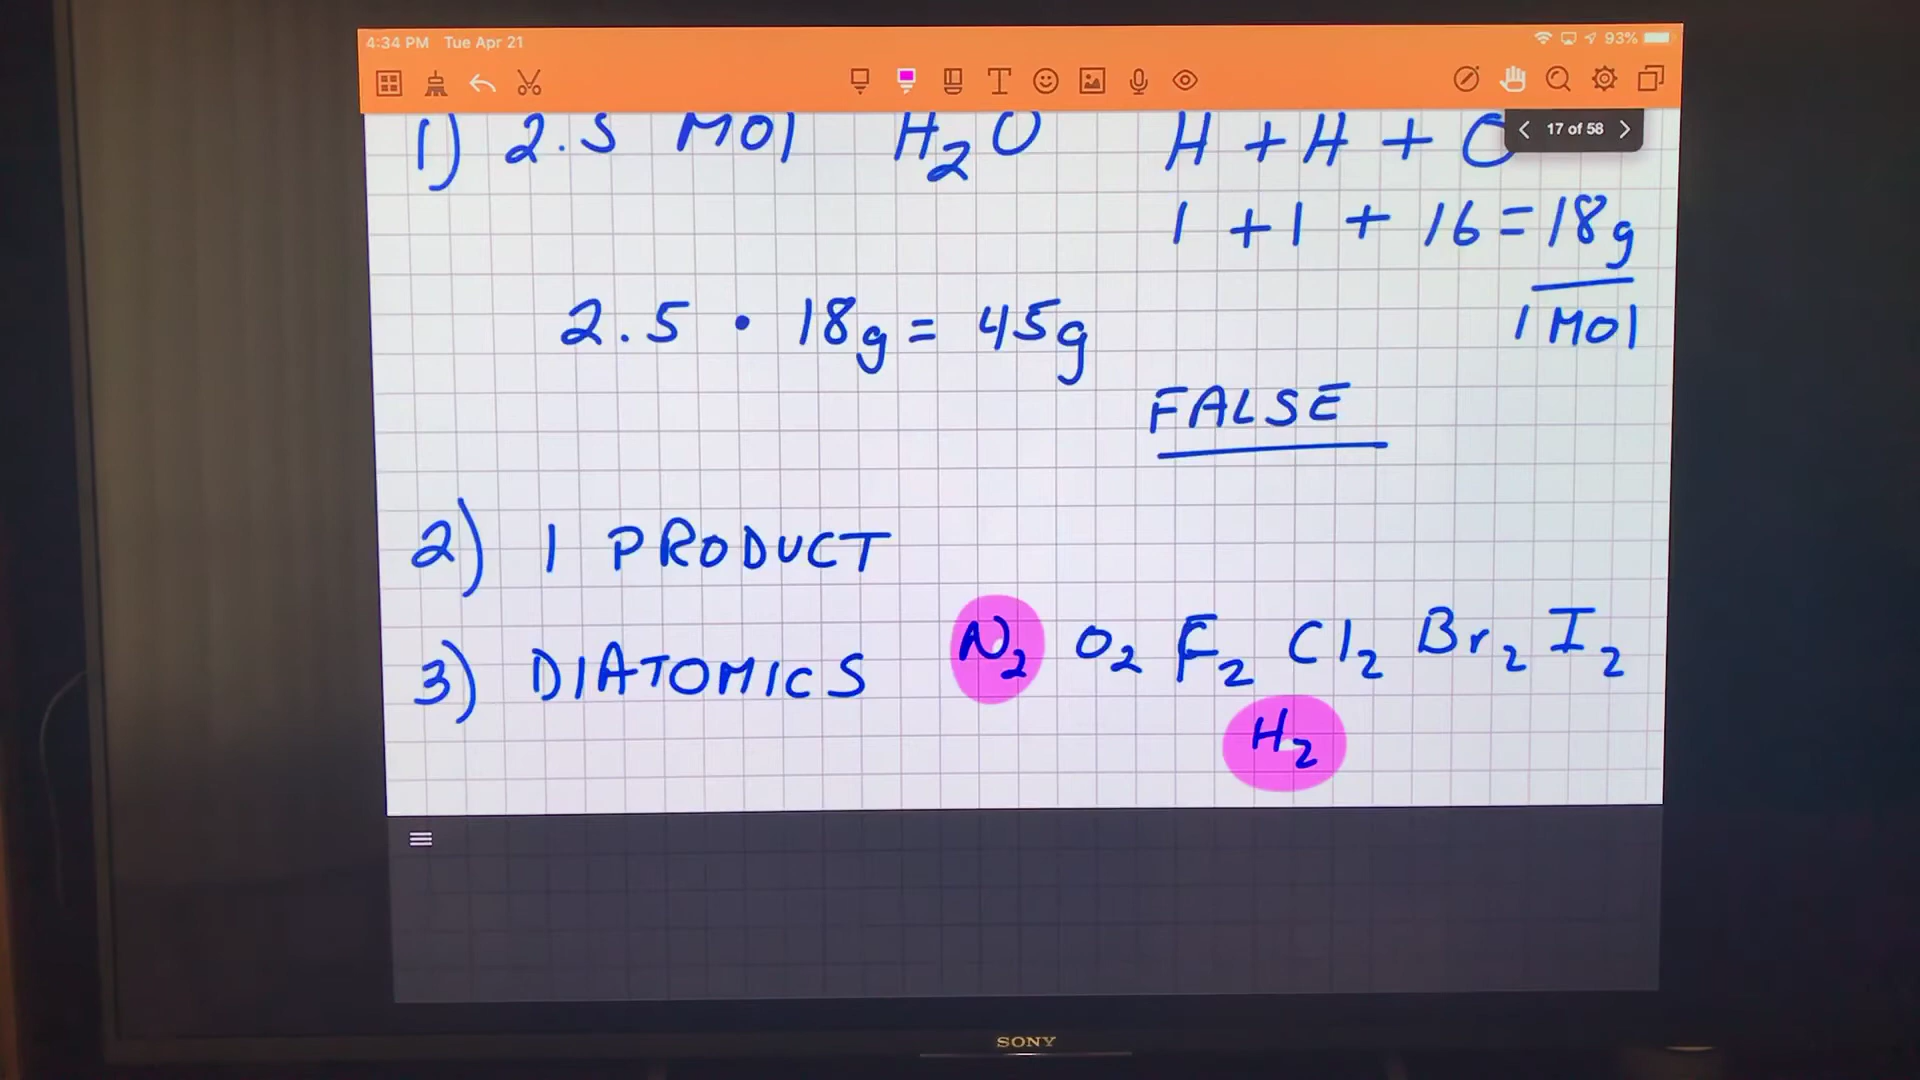 4:34 PM Tue Apr 21
93%
17 of 58
1) 2.5 MOl H2O H + H +
1 + 1 + 16 = 18g
1 MOl
2.5 • 18g = 45g
FALSE
2) 1 PRODUCT
3) DIATOMICS N2 O2 F2 Cl2 Br2 I2
H2
SONY